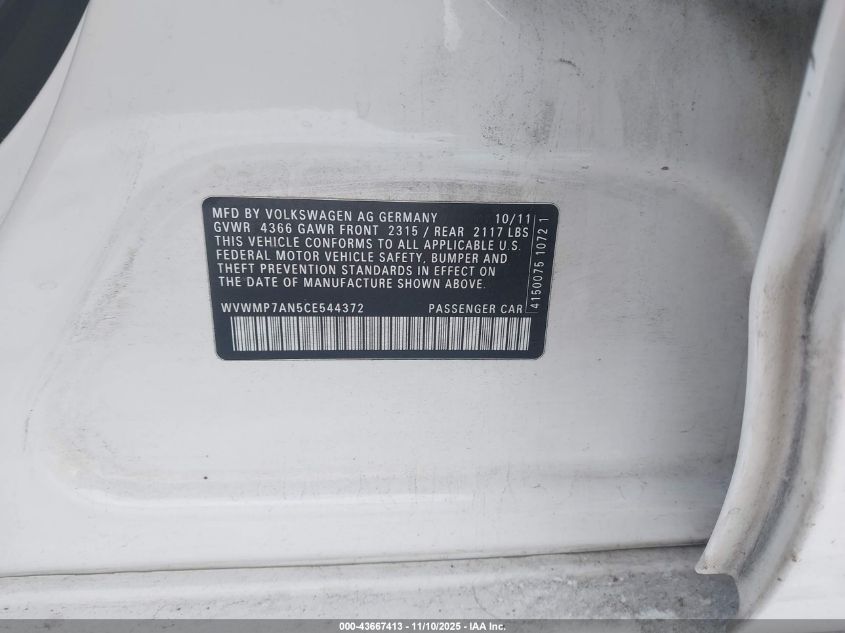 MFD BY VOLKSWAGEN AG GERMANY 10/11
GVWR 4366 GAWR FRONT 2315 / REAR 2117 LBS
THIS VEHICLE CONFORMS TO ALL APPLICABLE U.S.
FEDERAL MOTOR VEHICLE SAFETY, BUMPER AND
THEFT PREVENTION STANDARDS IN EFFECT ON
THE DATE OF MANUFACTURE SHOWN ABOVE.
WVWMP7AN5CE544372 PASSENGER CAR
4150075 1072 1
000-43667413 - 11/10/2025 - IAA Inc.